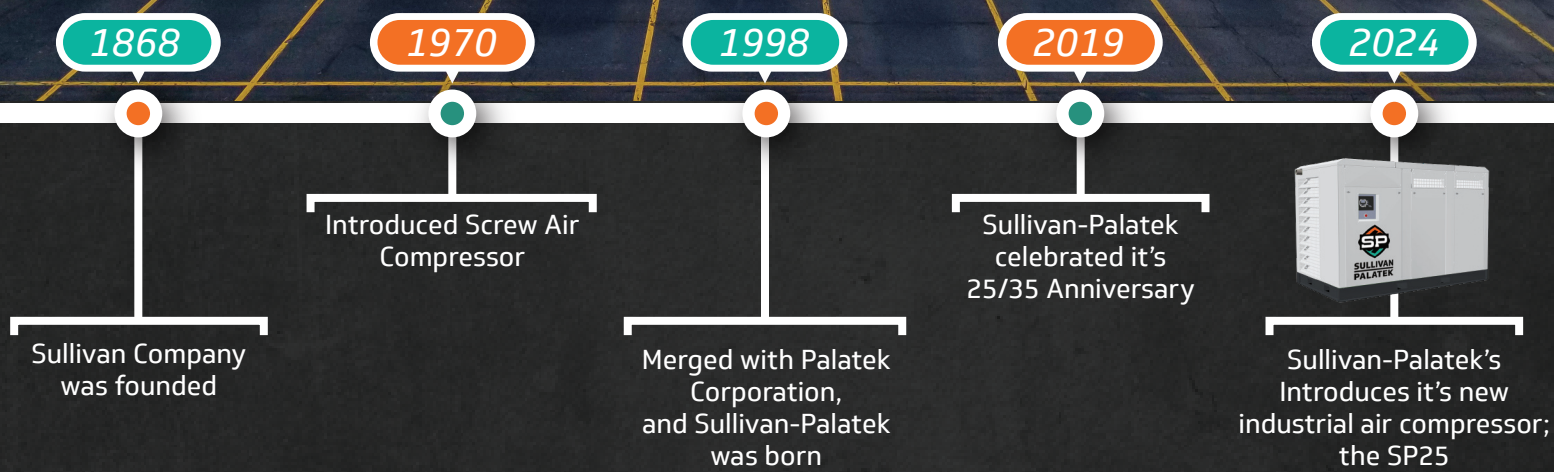 1868
Sullivan Company
was founded
1970
Introduced Screw Air
Compressor
1998
Merged with Palatek
Corporation,
and Sullivan-Palatek
was born
2019
Sullivan-Palatek
celebrated it’s
25/35 Anniversary
2024
SP
SULLIVAN
PALATEK
Sullivan-Palatek’s
Introduces it’s new
industrial air compressor;
the SP25